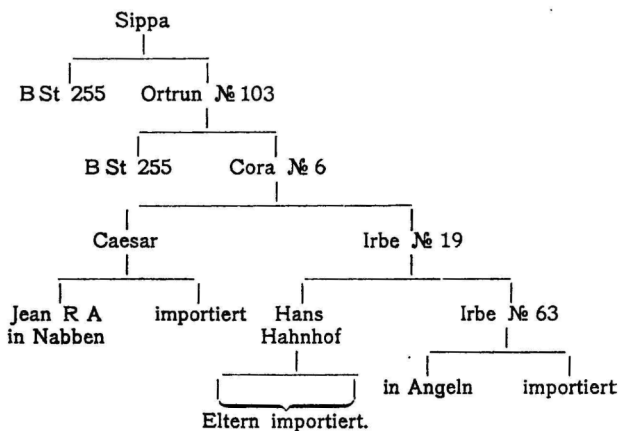 Sippa
B St 255 Ortrun № 103
B St 255 Cora № 6
Caesar Irbe № 19
Jean R A importiert Hans Irbe № 63
in Nabben Hahnhof
in Angeln importiert
Eltern importiert.